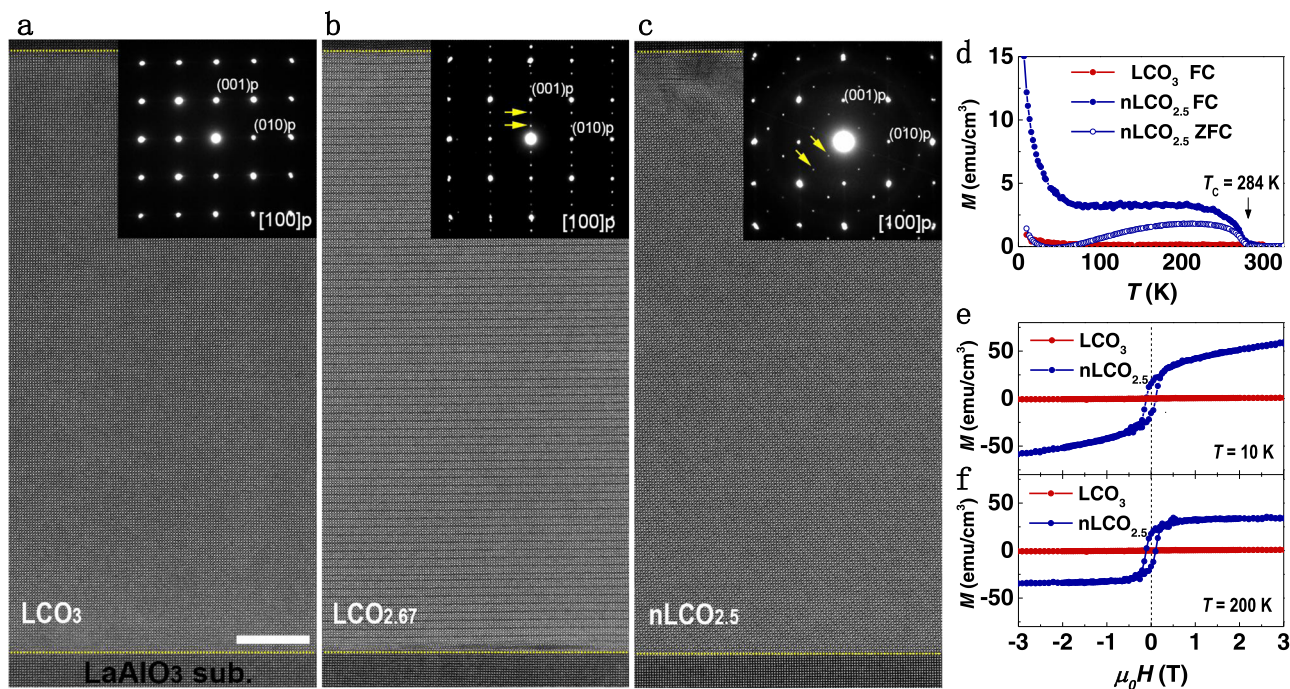 a
(001)p
(010)p
[100]p
LCO3
LaAlO3 sub.
b
(001)p
(010)p
[100]p
LCO2.67
c
(001)p
(010)p
[100]p
nLCO2.5
d
15
10
5
0
M (emu/cm³)
LCO₃ FC
nLCO₂.₅ FC
nLCO₂.₅ ZFC
T_C = 284 K
0 100 200 300
T (K)
e
50
0
-50
M (emu/cm³)
LCO₃
nLCO₂.₅
T = 10 K
f
50
0
-50
M (emu/cm³)
LCO₃
nLCO₂.₅
T = 200 K
-3 -2 -1 0 1 2 3
μ₀H (T)